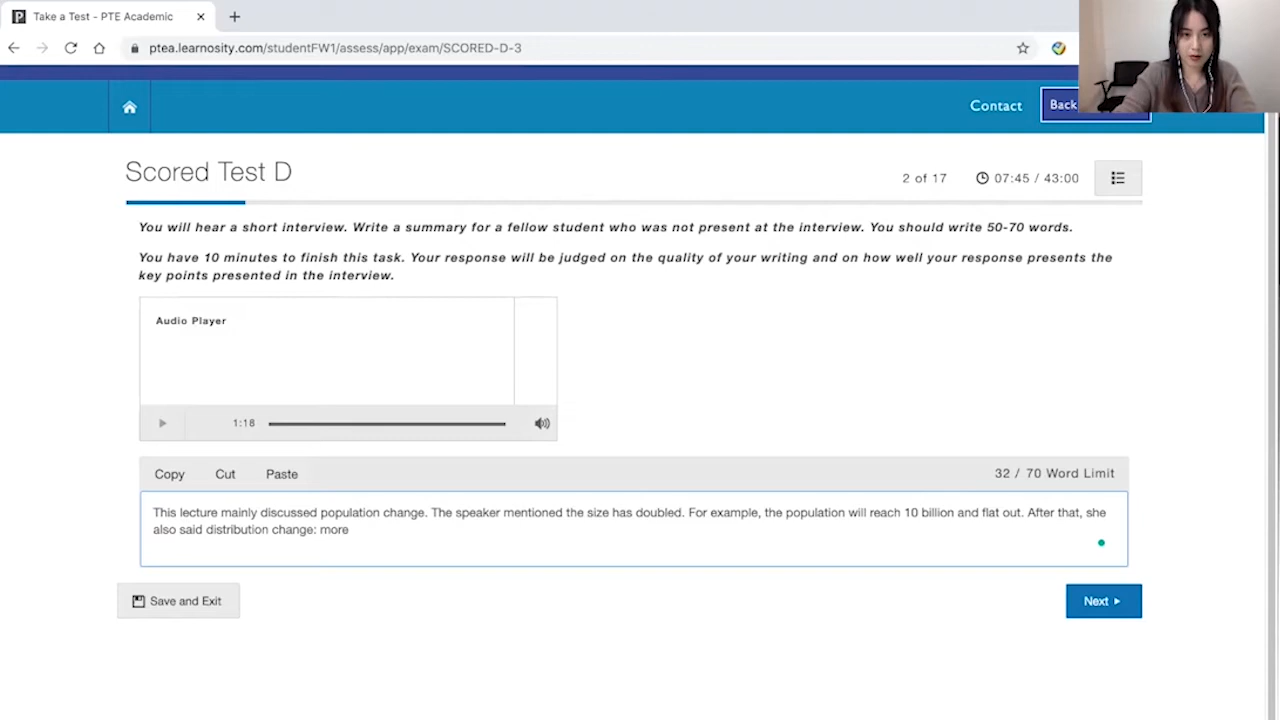 Take a Test - PTE Academic
ptea.learnosity.com/studentFW1/assess/app/exam/SCORED-D-3
Contact
Back
Scored Test D
2 of 17
07:45 / 43:00
You will hear a short interview. Write a summary for a fellow student who was not present at the interview. You should write 50-70 words.
You have 10 minutes to finish this task. Your response will be judged on the quality of your writing and on how well your response presents the
key points presented in the interview.
Audio Player
1:18
Copy Cut Paste
32 / 70 Word Limit
This lecture mainly discussed population change. The speaker mentioned the size has doubled. For example, the population will reach 10 billion and flat out. After that, she
also said distribution change: more
Save and Exit
Next